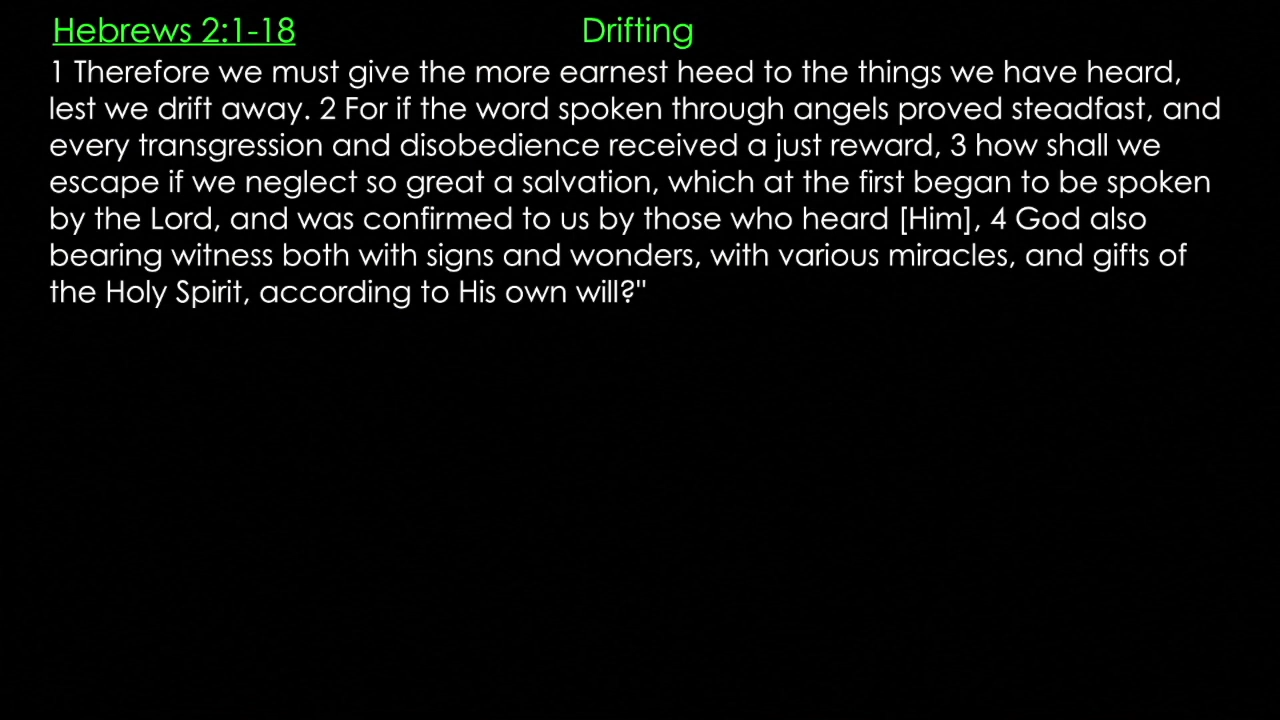 Hebrews 2:1-18 Drifting
1 Therefore we must give the more earnest heed to the things we have heard,
lest we drift away. 2 For if the word spoken through angels proved steadfast, and
every transgression and disobedience received a just reward, 3 how shall we
escape if we neglect so great a salvation, which at the first began to be spoken
by the Lord, and was confirmed to us by those who heard [Him], 4 God also
bearing witness both with signs and wonders, with various miracles, and gifts of
the Holy Spirit, according to His own will?"